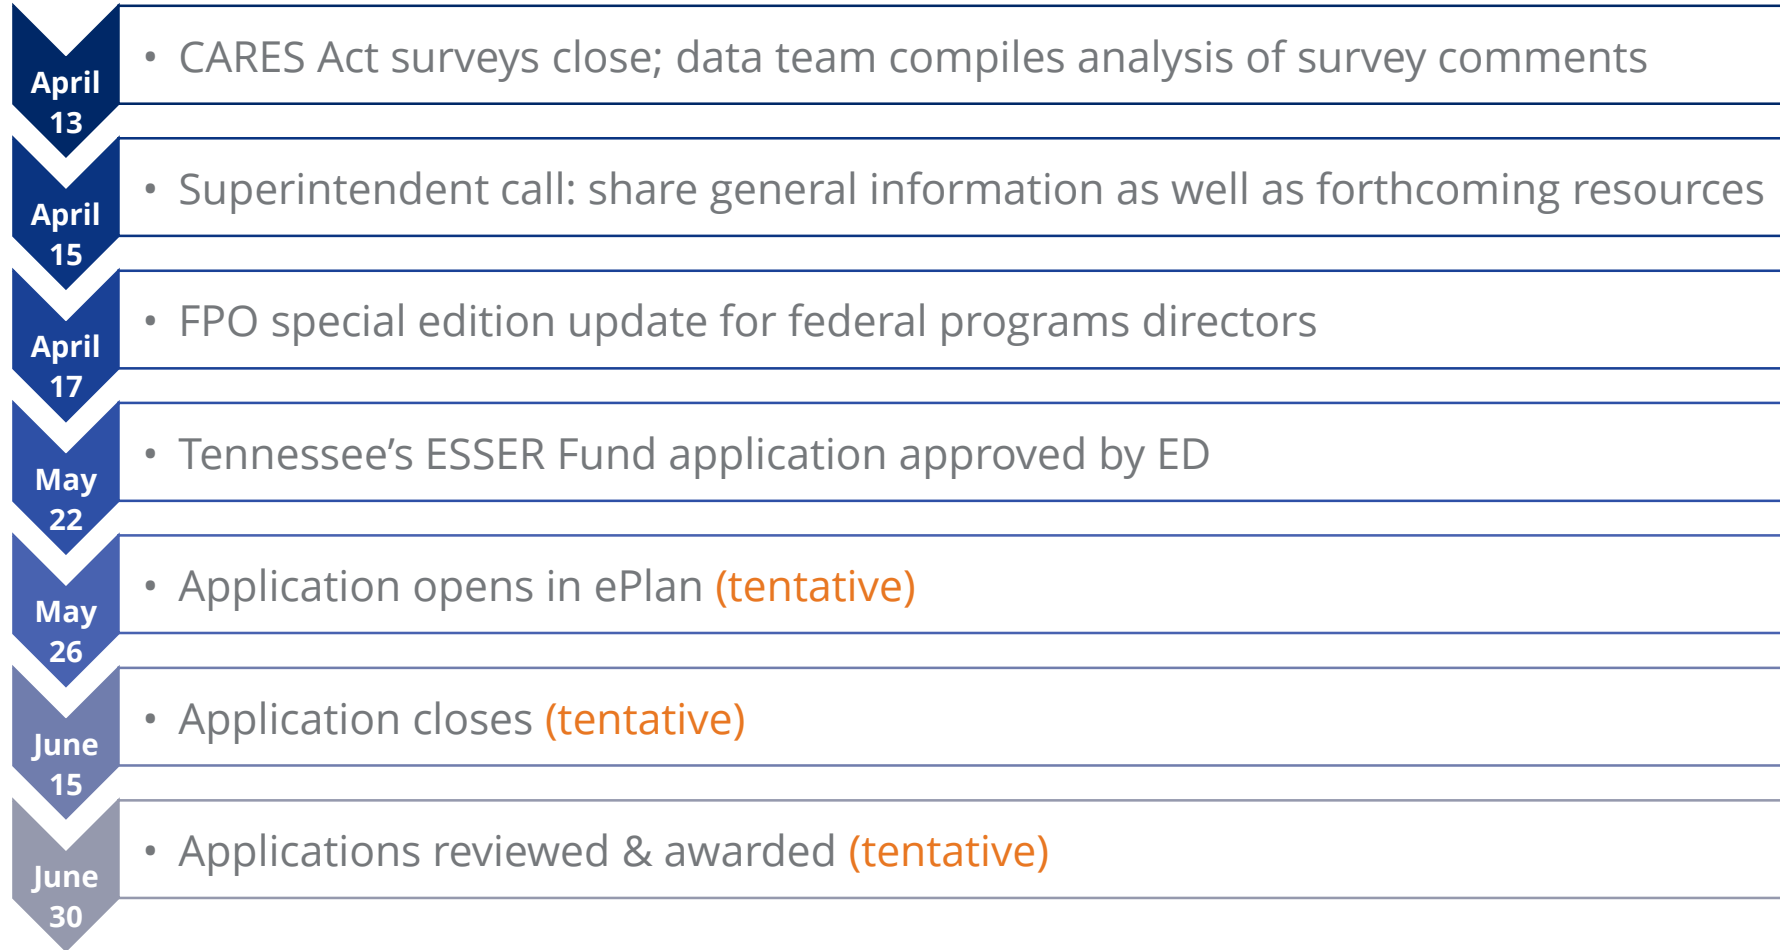 April
13
• CARES Act surveys close; data team compiles analysis of survey comments
April
15
• Superintendent call: share general information as well as forthcoming resources
April
17
• FPO special edition update for federal programs directors
May
22
• Tennessee’s ESSER Fund application approved by ED
May
26
• Application opens in ePlan (tentative)
June
15
• Application closes (tentative)
June
30
• Applications reviewed & awarded (tentative)